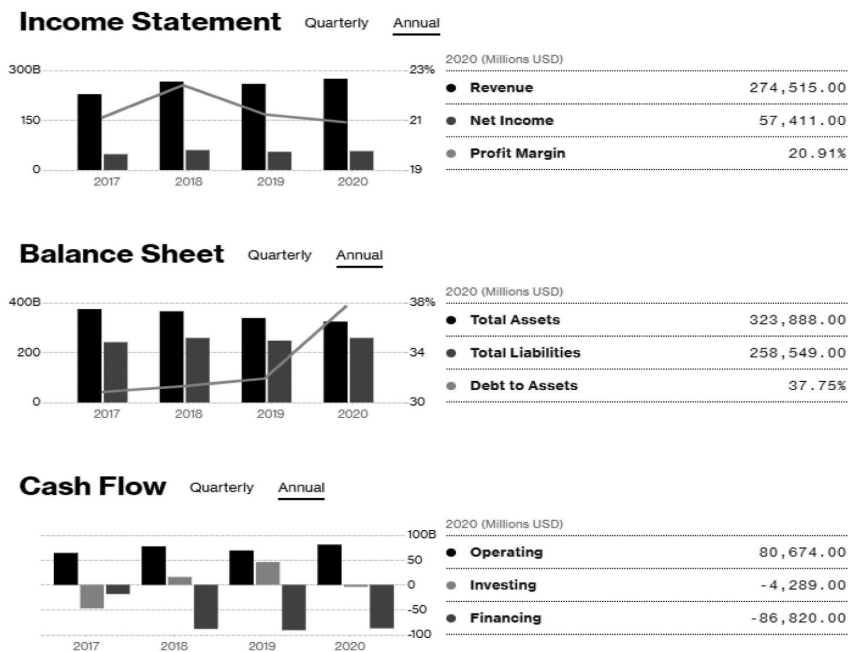 Income Statement Quarterly Annual
2020 (Millions USD)
300B 23%
Revenue 274,515.00
150 21
Net Income 57,411.00
Profit Margin 20.91%
0 19
2017 2018 2019 2020
Balance Sheet Quarterly Annual
2020 (Millions USD)
400B 38%
Total Assets 323,888.00
200 34
Total Liabilities 258,549.00
Debt to Assets 37.75%
0 30
2017 2018 2019 2020
Cash Flow Quarterly Annual
2020 (Millions USD)
100B
Operating 80,674.00
50
0
Investing -4,289.00
-50
Financing -86,820.00
-100
2017 2018 2019 2020